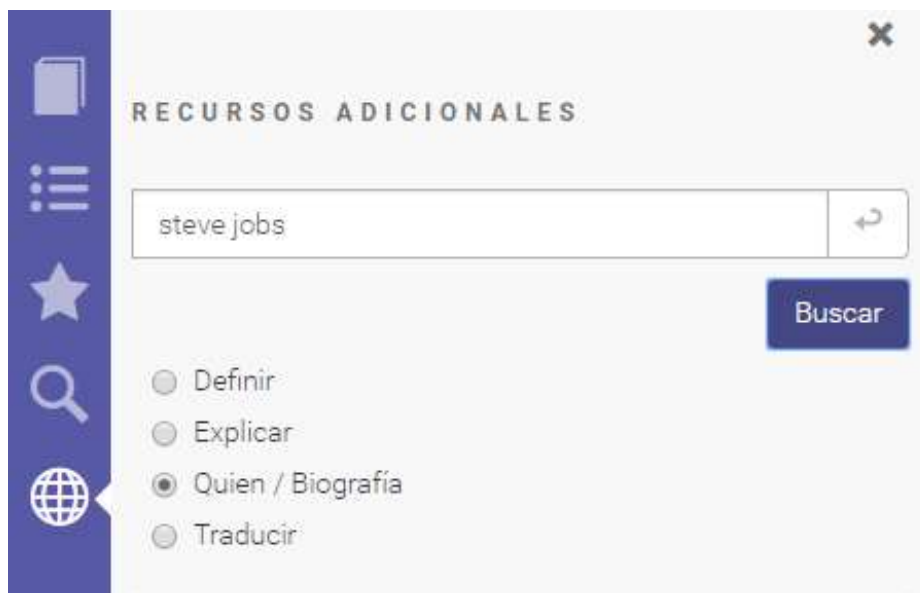 RECURSOS ADICIONALES
steve jobs
Buscar
Definir
Explicar
Quien / Biografía
Traducir